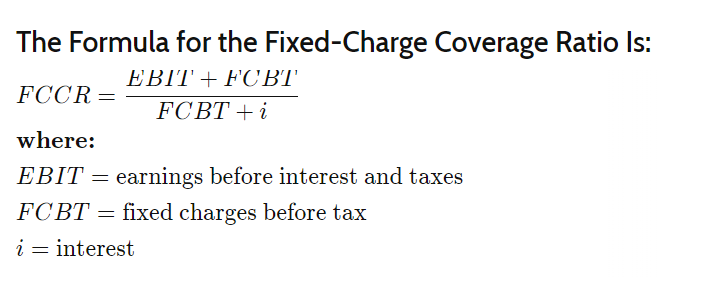 The Formula for the Fixed-Charge Coverage Ratio Is:
FCCR = \frac{EBIT + FCBT}{FCBT + i}
where:
EBIT = earnings before interest and taxes
FCBT = fixed charges before tax
i = interest